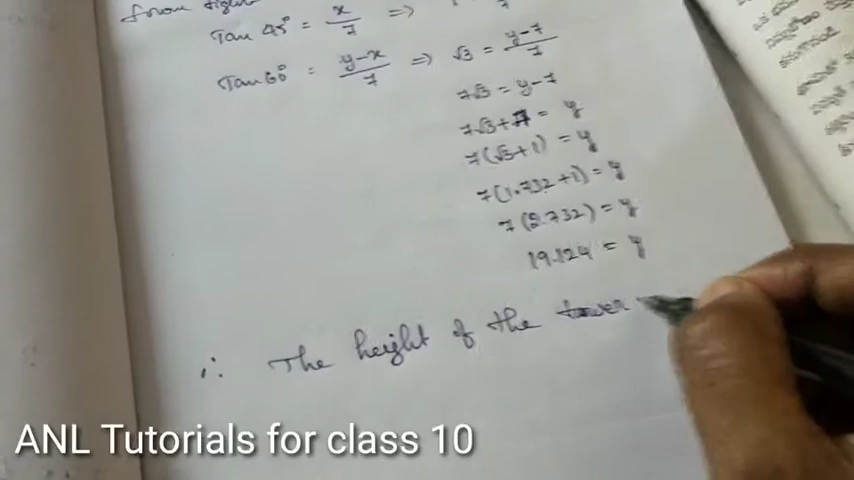 from
Tan 45° = x/7 =>
Tan 60° = y-x/7 => √3 = y-7/7
7√3 = y-7
7√3+7 = y
7(√3+1) = y
7(1.732+1) = y
7(2.732) = y
19.124 = y
∴ The height of the tower
ANL Tutorials for class 10